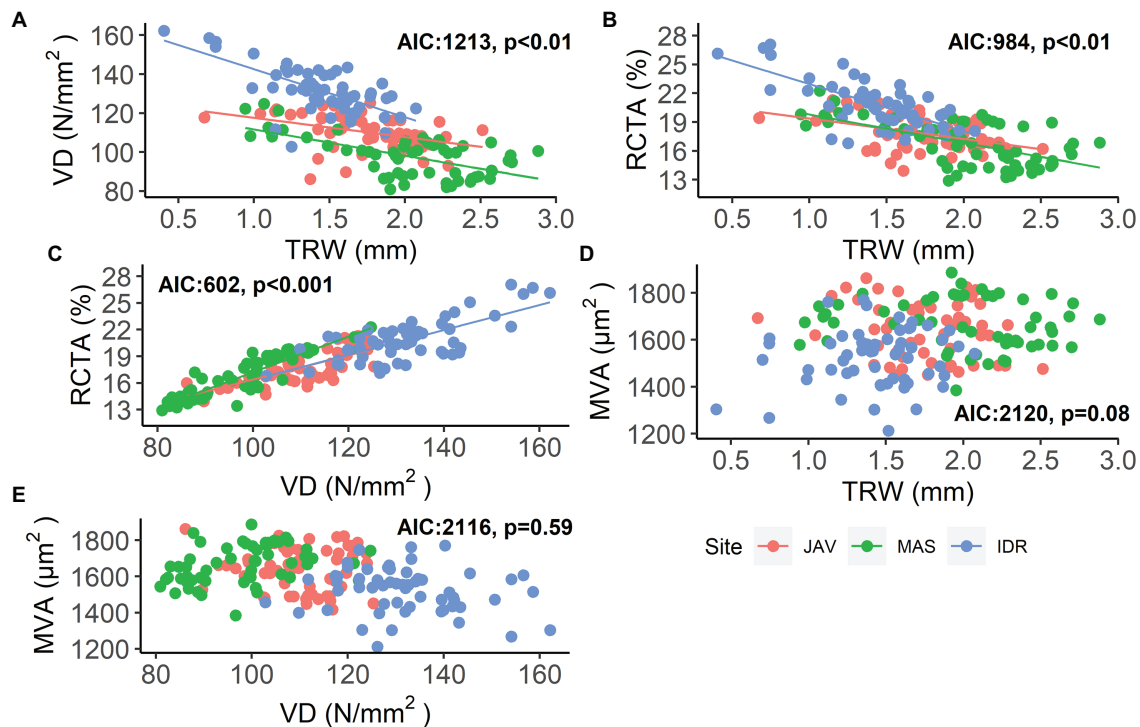 A
VD (N/mm²)
160
140
120
100
80
AIC:1213, p<0.01
0.5 1.0 1.5 2.0 2.5 3.0
TRW (mm)
B
RCTA (%)
28
25
22
19
16
13
AIC:984, p<0.01
0.5 1.0 1.5 2.0 2.5 3.0
TRW (mm)
C
RCTA (%)
28
25
22
19
16
13
AIC:602, p<0.001
80 100 120 140 160
VD (N/mm² )
D
MVA (µm² )
1800
1600
1400
1200
AIC:2120, p=0.08
0.5 1.0 1.5 2.0 2.5 3.0
TRW (mm)
E
MVA (µm²)
1800
1600
1400
1200
AIC:2116, p=0.59
80 100 120 140 160
VD (N/mm² )
Site JAV MAS IDR